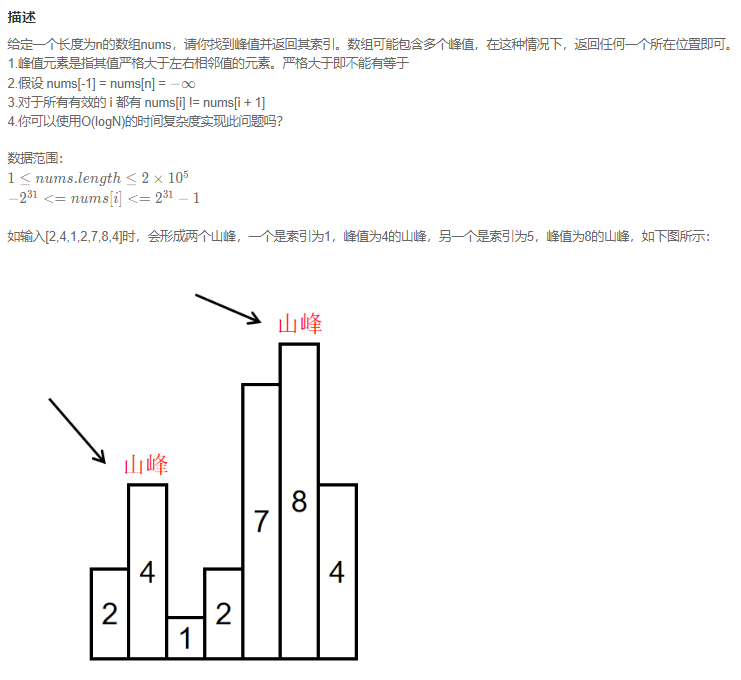 描述
给定一个长度为n的数组nums，请你找到峰值并返回其索引。数组可能包含多个峰值，在这种情况下，返回任何一个所在位置即可。
1.峰值元素是指其值严格大于左右相邻值的元素。严格大于即不能有等于
2.假设 nums[-1] = nums[n] = −∞
3.对于所有有效的 i 都有 nums[i] != nums[i + 1]
4.你可以使用O(logN)的时间复杂度实现此问题吗？
数据范围：
1 ≤ nums.length ≤ 2 × 10⁵
−2³¹ <= nums[i] <= 2³¹ − 1
如输入[2,4,1,2,7,8,4]时，会形成两个山峰，一个是索引为1，峰值为4的山峰，另一个是索引为5，峰值为8的山峰，如下图所示：
山峰
山峰
2
4
1
2
7
8
4